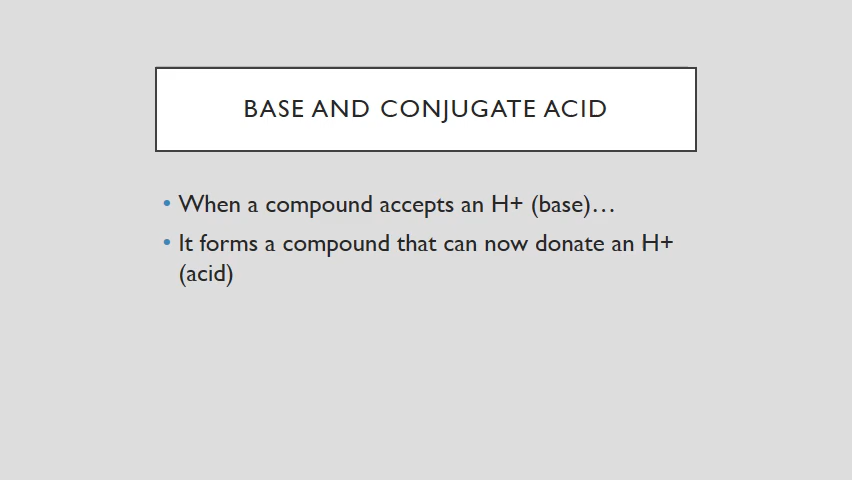 BASE AND CONJUGATE ACID
• When a compound accepts an H+ (base)…
• It forms a compound that can now donate an H+
(acid)